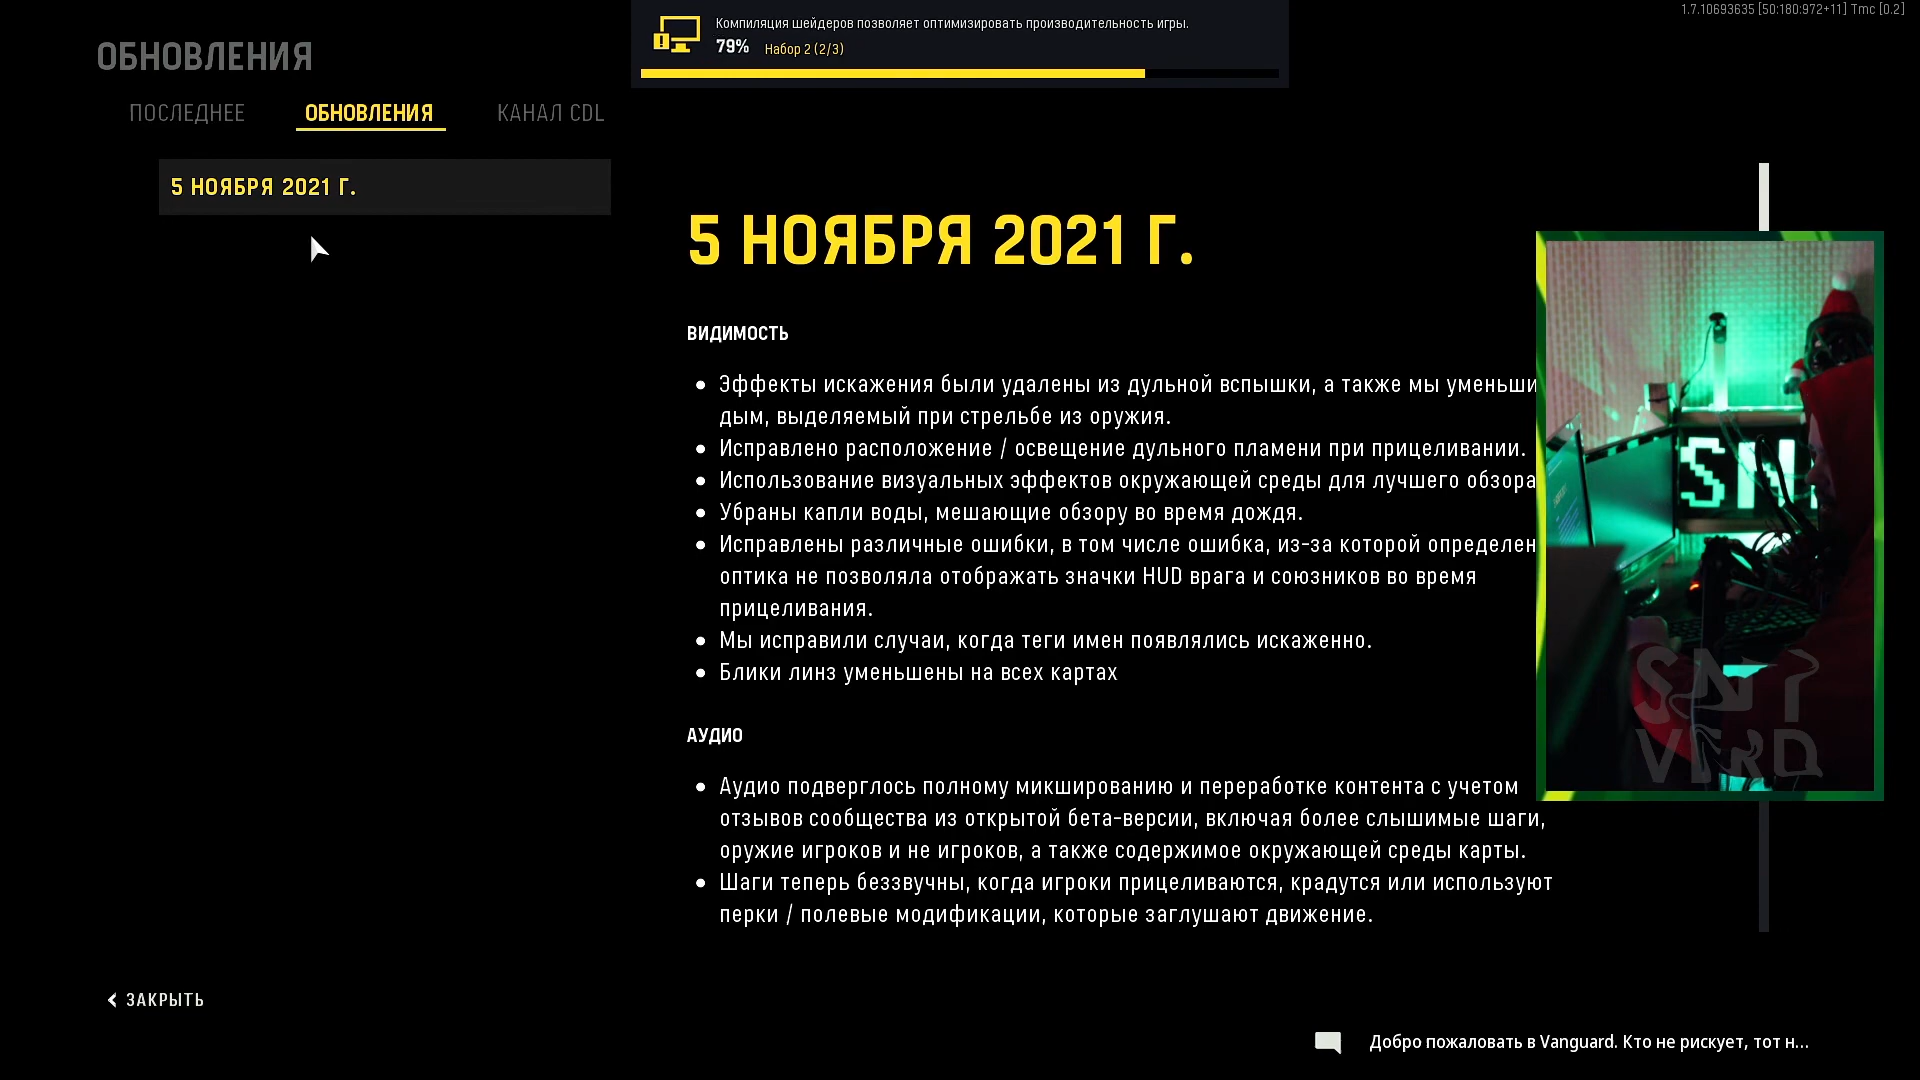 1.7.10693635 [50:180:972+11] Tmc [0.2]
Компиляция шейдеров позволяет оптимизировать производительность игры.
79% Набор 2 (2/3)
ОБНОВЛЕНИЯ
ПОСЛЕДНЕЕ ОБНОВЛЕНИЯ КАНАЛ CDL
5 НОЯБРЯ 2021 Г.
5 НОЯБРЯ 2021 Г.
ВИДИМОСТЬ
Эффекты искажения были удалены из дульной вспышки, а также мы
дым, выделяемый при стрельбе из оружия.
Исправлено расположение / освещение дульного пламени при прицеливании.
Использование визуальных эффектов окружающей среды для лучшего обзора
Убраны капли воды, мешающие обзору во время дождя.
Исправлены различные ошибки, в том числе ошибка, из-за которой
оптика не позволяла отображать значки HUD врага и союзников во время
прицеливания.
Мы исправили случаи, когда теги имен появлялись искаженно.
Блики линз уменьшены на всех картах
АУДИО
Аудио подверглось полному микшированию и переработке контента с учетом
отзывов сообщества из открытой бета-версии, включая более слышимые шаги,
оружие игроков и не игроков, а также содержимое окружающей среды карты.
Шаги теперь беззвучны, когда игроки прицеливаются, крадутся или используют
перки / полевые модификации, которые заглушают движение.
ЗАКРЫТЬ
Добро пожаловать в Vanguard. Кто не рискует, тот н...